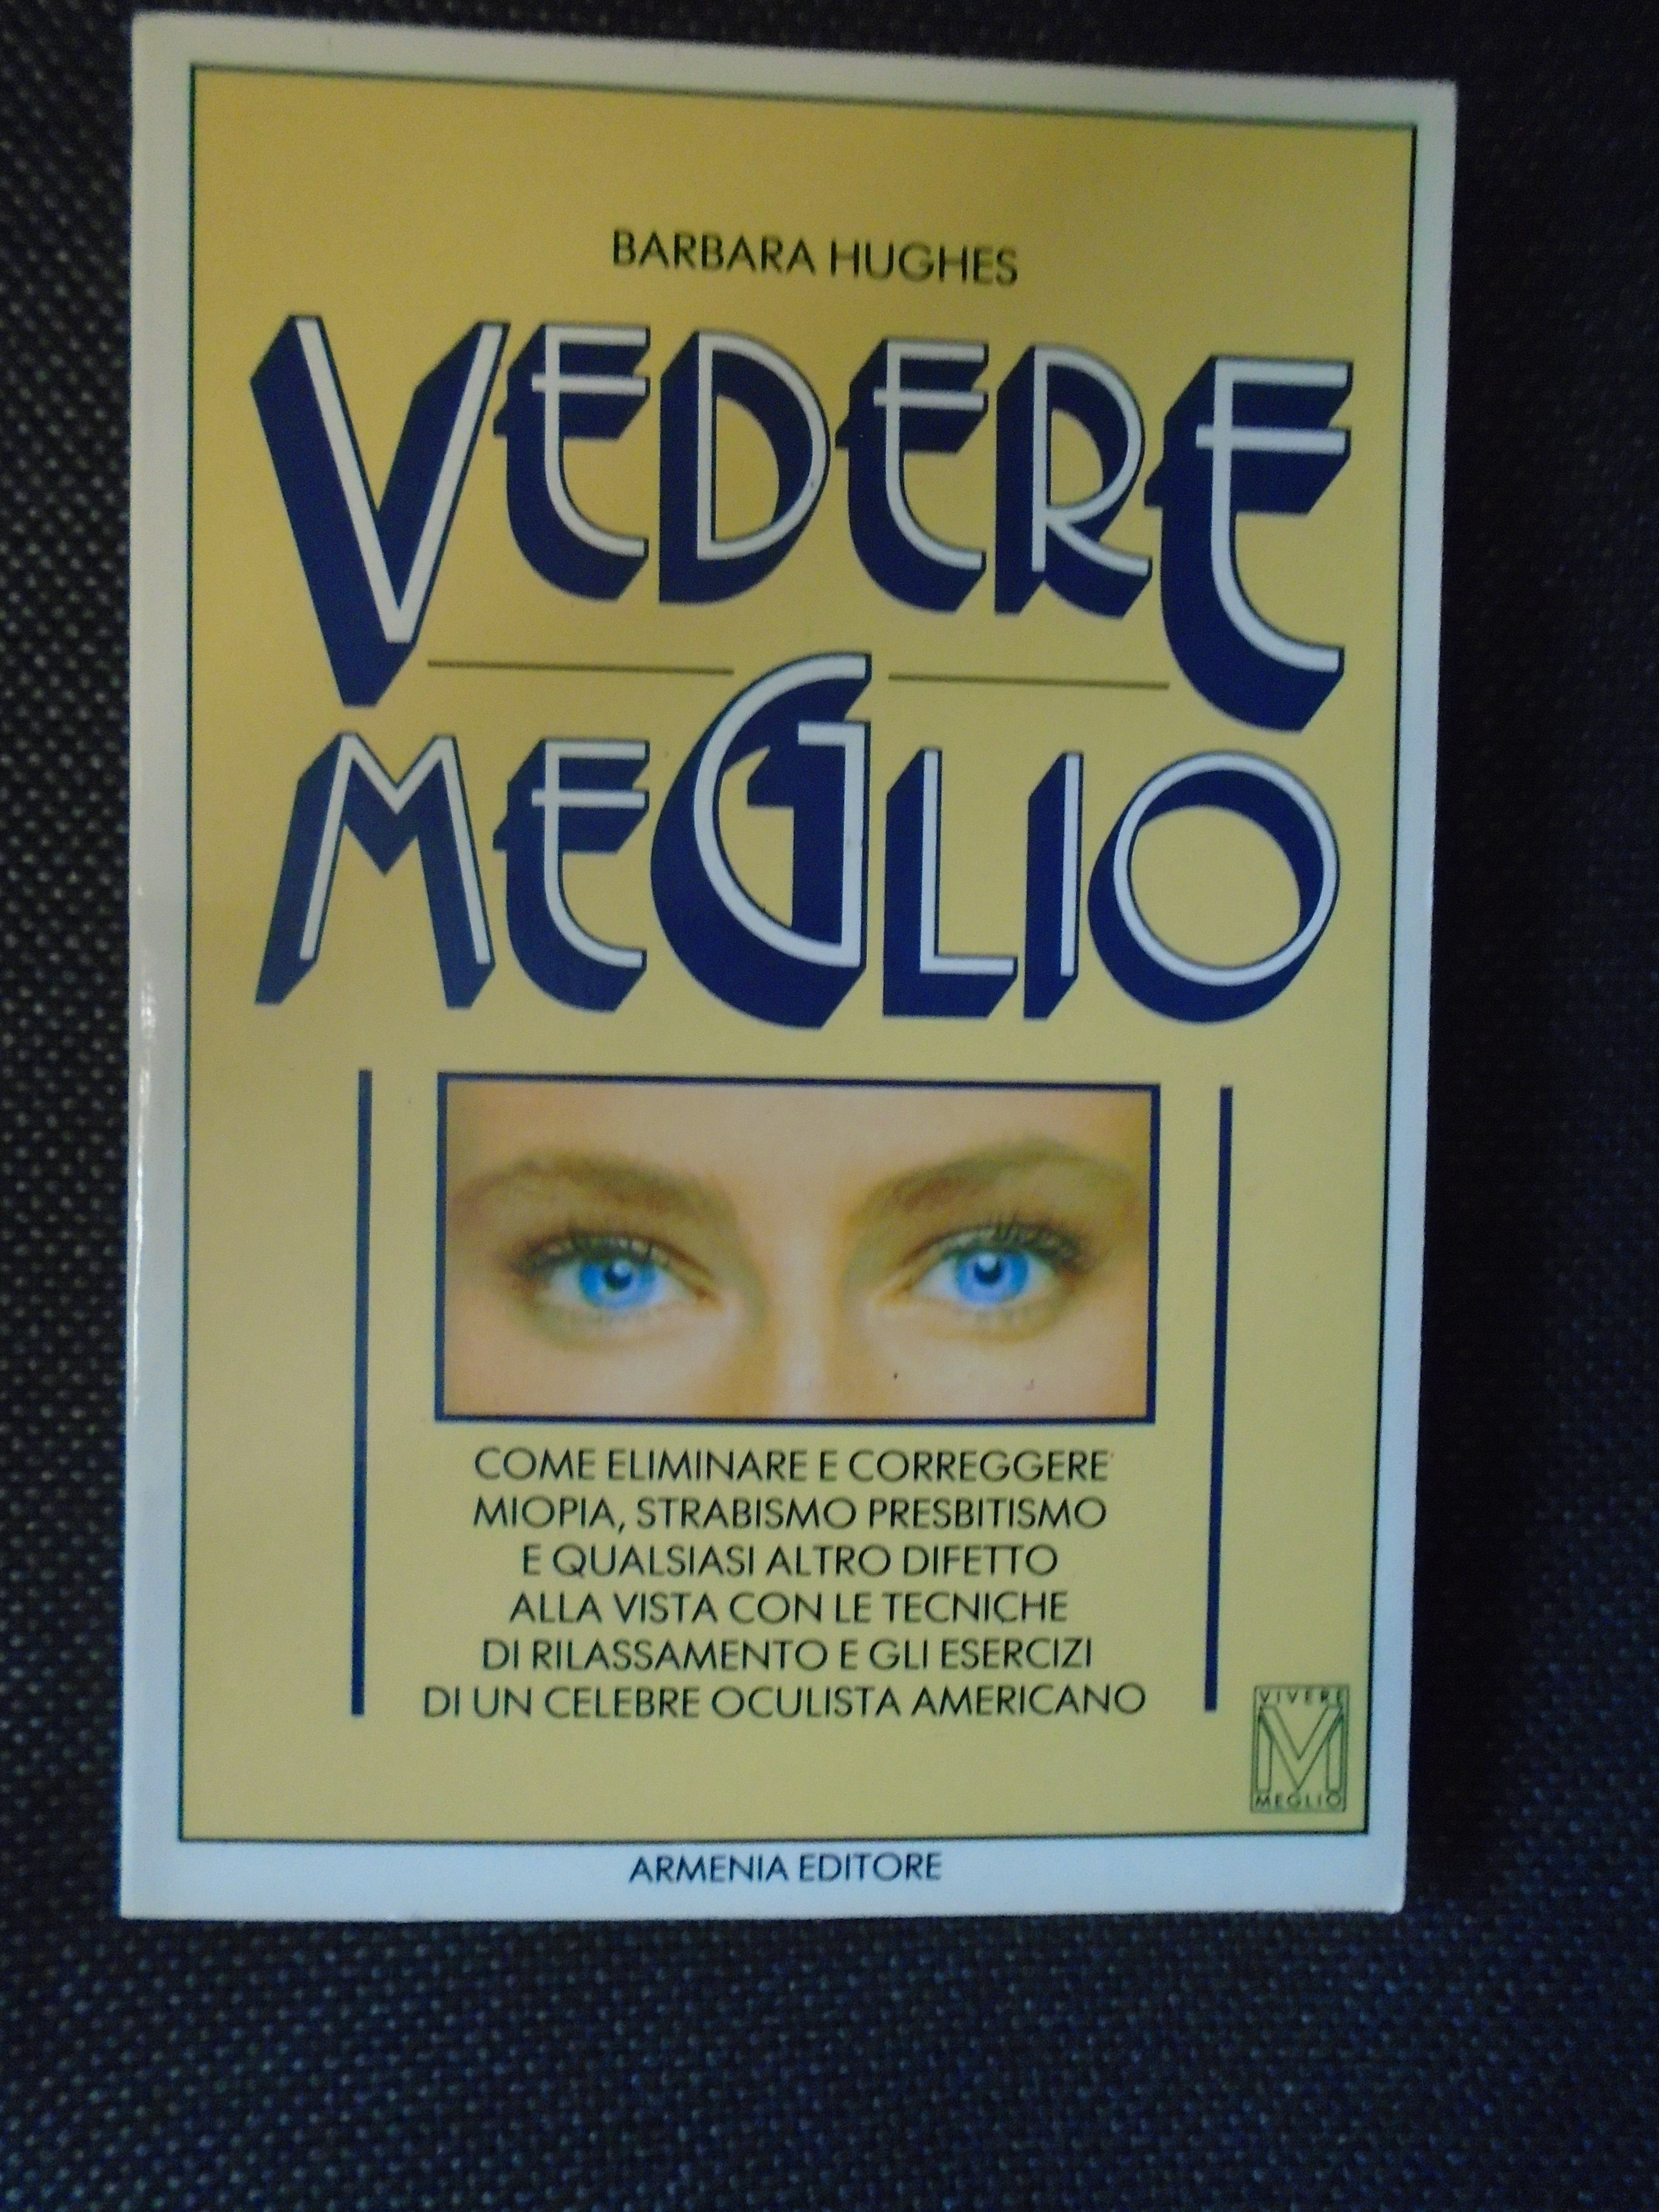 BARBARA HUGHES
VEDERE
MEGLIO
COME ELIMINARE E CORREGGERE
MIOPIA, STRABISMO PRESBITISMO
E QUALSIASI ALTRO DIFETTO
ALLA VISTA CON LE TECNICHE
DI RILASSAMENTO E GLI ESERCIZI
DI UN CELEBRE OCULISTA AMERICANO
VIVERE
VM
MEGLIO
ARMENIA EDITORE